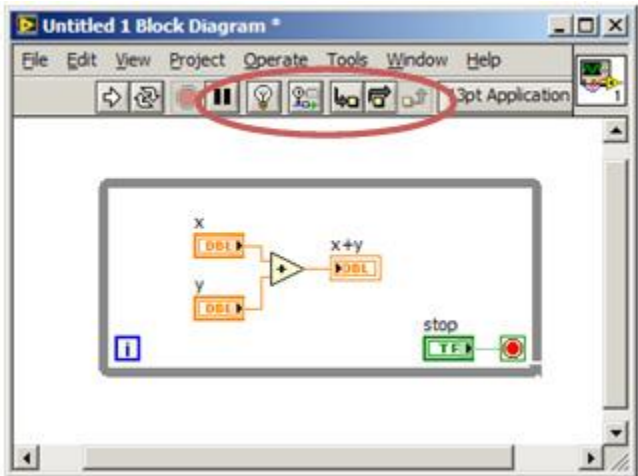 Untitled 1 Block Diagram *
File Edit View Project Operate Tools Window Help
13pt Application
1
x
DBL
x+y
DBL
y
DBL
stop
TF
i